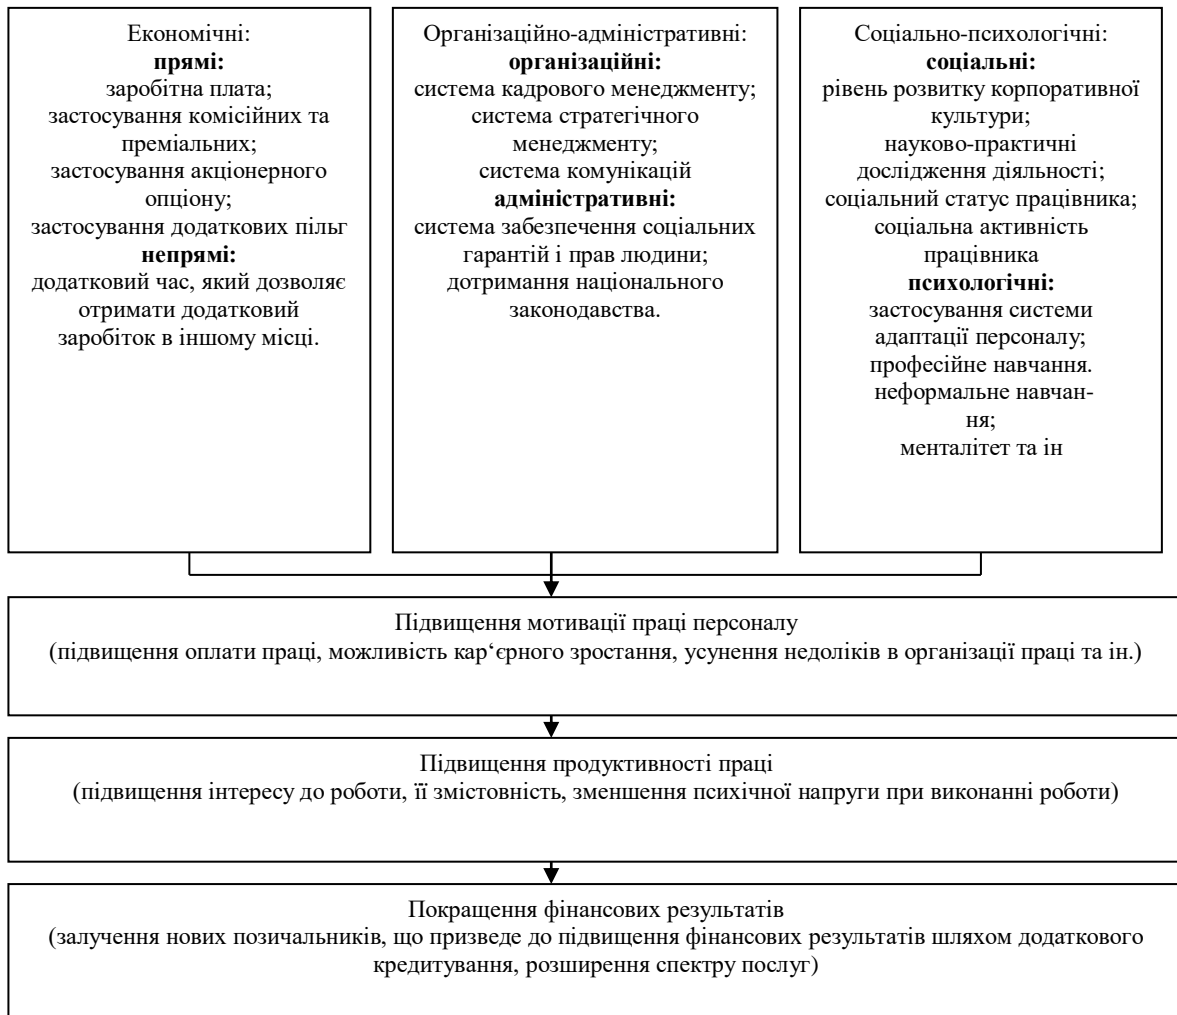 Економічні:
прямі:
заробітна плата;
застосування комісійних та
преміальних;
застосування акціонерного
опціону;
застосування додаткових пільг
непрямі:
додатковий час, який дозволяє
отримати додатковий
заробіток в іншому місці.
Організаційно-адміністративні:
організаційні:
система кадрового менеджменту;
система стратегічного
менеджменту;
система комунікацій
адміністративні:
система забезпечення соціальних
гарантій і прав людини;
дотримання національного
законодавства.
Соціально-психологічні:
соціальні:
рівень розвитку корпоративної
культури;
науково-практичні
дослідження діяльності;
соціальний статус працівника;
соціальна активність
працівника
психологічні:
застосування системи
адаптації персоналу;
професійне навчання.
неформальне навчан-
ня;
менталітет та ін
Підвищення мотивації праці персоналу
(підвищення оплати праці, можливість кар‘єрного зростання, усунення недоліків в організації праці та ін.)
Підвищення продуктивності праці
(підвищення інтересу до роботи, її змістовність, зменшення психічної напруги при виконанні роботи)
Покращення фінансових результатів
(залучення нових позичальників, що призведе до підвищення фінансових результатів шляхом додаткового
кредитування, розширення спектру послуг)